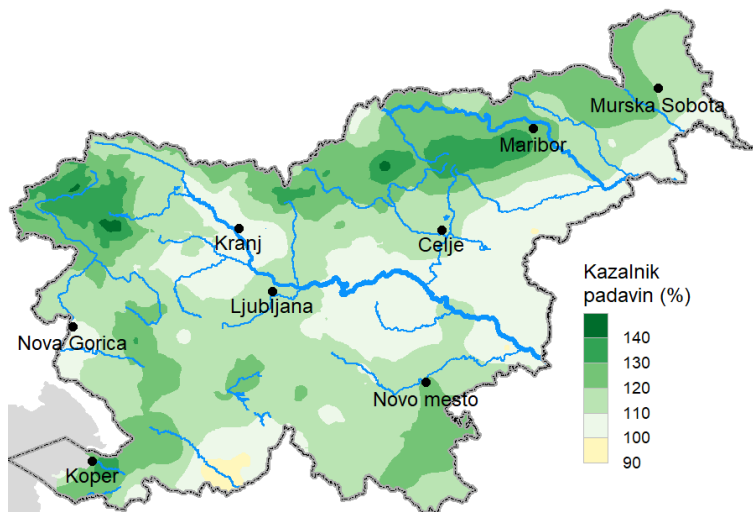 Murska Sobota
Maribor
Kranj
Celje
Ljubljana
Nova Gorica
Novo mesto
Koper
Kazalnik
padavin (%)
140
130
120
110
100
90